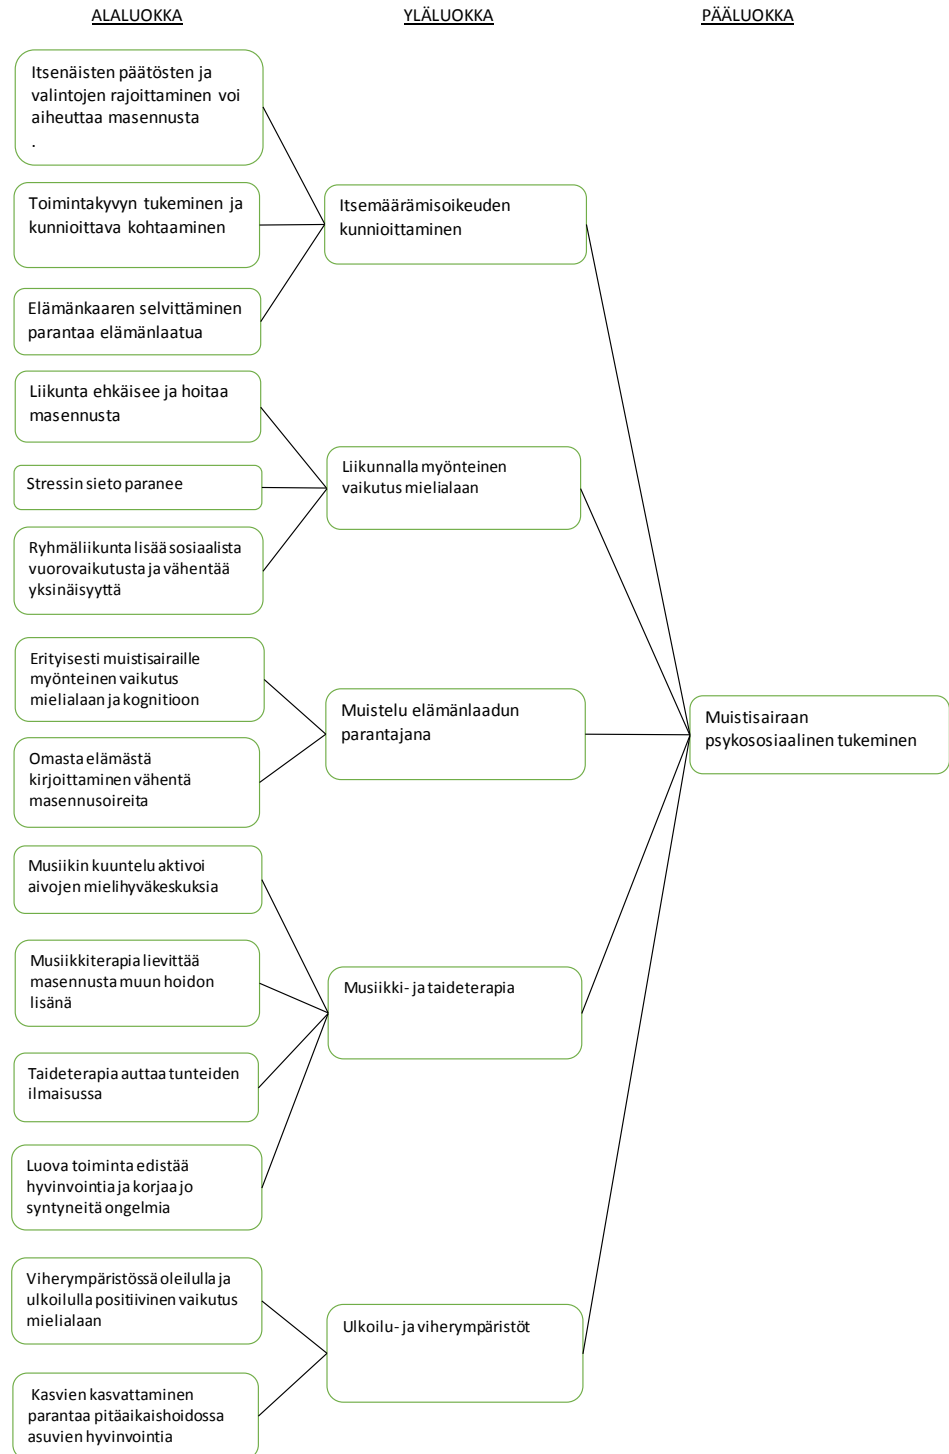 ALALUOKKA
YLÄLUOKKA
PÄÄLUOKKA
Itsenäisten päätösten ja
valintojen rajoittaminen voi
aiheuttaa masennusta
.
Toimintakyvyn tukeminen ja
kunnioittava kohtaaminen
Elämänkaaren selvittäminen
parantaa elämänlaatua
Itsemäärämisoikeuden
kunnioittaminen
Liikunta ehkäisee ja hoitaa
masennusta
Stressin sieto paranee
Ryhmäliikunta lisää sosiaalista
vuorovaikutusta ja vähentää
yksinäisyyttä
Liikunnalla myönteinen
vaikutus mielialaan
Erityisesti muistisairaille
myönteinen vaikutus
mielialaan ja kognitioon
Omasta elämästä
kirjoittaminen vähentä
masennusoireita
Muistelu elämänlaadun
parantajana
Musiikin kuuntelu aktivoi
aivojen mielihyväkeskuksia
Musiikkiterapia lievittää
masennusta muun hoidon
lisänä
Taideterapia auttaa tunteiden
ilmaisussa
Luova toiminta edistää
hyvinvointia ja korjaa jo
syntyneitä ongelmia
Musiikki- ja taideterapia
Viherympäristössä oleilulla ja
ulkoilulla positiivinen vaikutus
mielialaan
Kasvien kasvattaminen
parantaa pitäaikaishoidossa
asuvien hyvinvointia
Ulkoilu- ja viherympäristöt
Muistisairaan
psykososiaalinen tukeminen